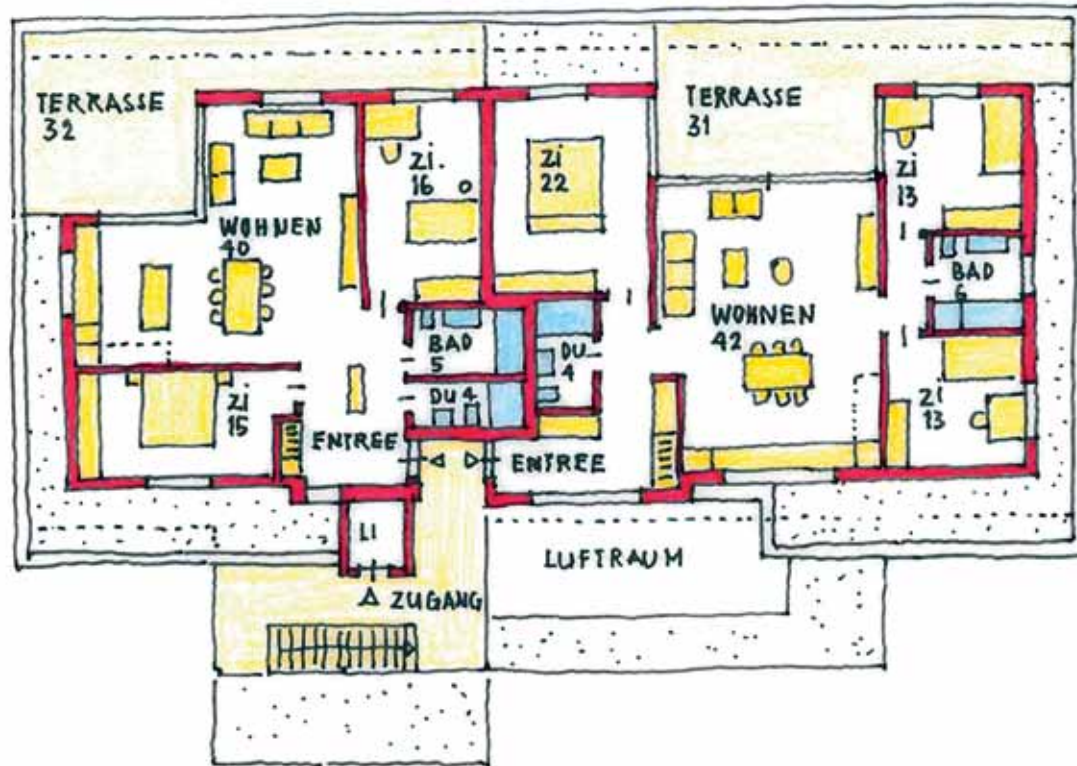 TERRASSE
32
WOHNEN
40
Zi.
16
Zi
22
TERRASSE
31
Zi
13
BAD
6
WOHNEN
42
BAD
5
DU 4
DU
4
Zi
15
Zi
13
ENTREE
ENTREE
LI
LUFTRAUM
ZUGANG